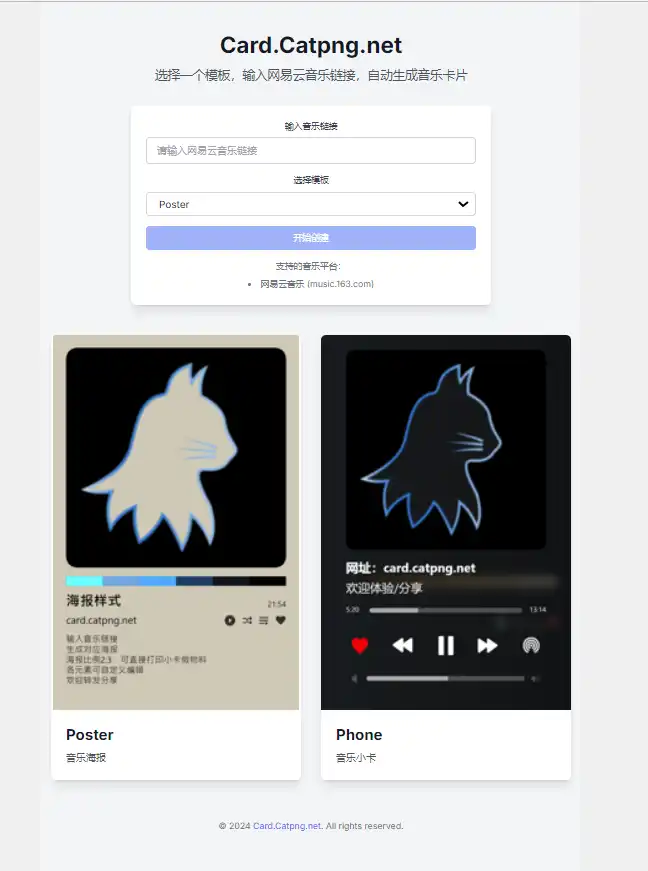 Card.Catpng.net
选择一个模板，输入网易云音乐链接，自动生成音乐卡片
输入音乐链接
请输入网易云音乐链接
选择模板
Poster
开始创建
支持的音乐平台：
• 网易云音乐 (music.163.com)
海报样式
21:54
card.catpng.net
输入音乐链接
生成对应海报
海报比例2:3 可直接打印小卡做物料
各元素可自定义编辑
欢迎转发分享
Poster
音乐海报
网址：card.catpng.net
欢迎体验/分享
5:20
13:14
Phone
音乐小卡
© 2024 Card.Catpng.net. All rights reserved.